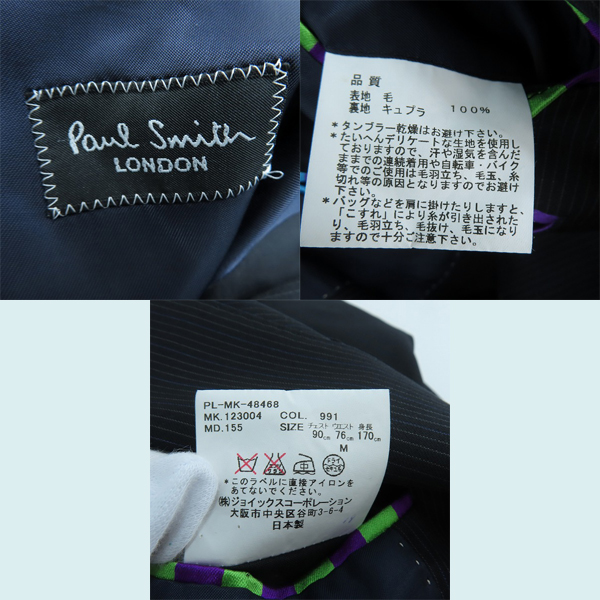 Paul Smith
LONDON
品質
表地 毛
裏地 キュプラ 100%
*タンブラー乾燥はお避け下さい。
*たいへんデリケートな生地を使用し
ておりますので、汗や湿気を含んだ
ままでの連続着用や自転車・バイク
等でのご使用は毛羽立ち、毛玉、糸
切れ等の原因となりますのでお避け
下さい。
*バッグなどを肩に掛けたりしますと、
「こすれ」により糸が引き出された
り、毛羽立ち、毛抜け、毛玉になり
ますので十分ご注意下さい。
PL-MK-48468
MK.123004 COL. 991
MD.155 SIZE チェスト ウエスト 身長
90cm 76cm 170cm
M
ドライ
*このラベルに直接アイロンを
あてないでください。
㈱ジョイックスコーポレーション
大阪市中央区谷町3-6-4
日本製